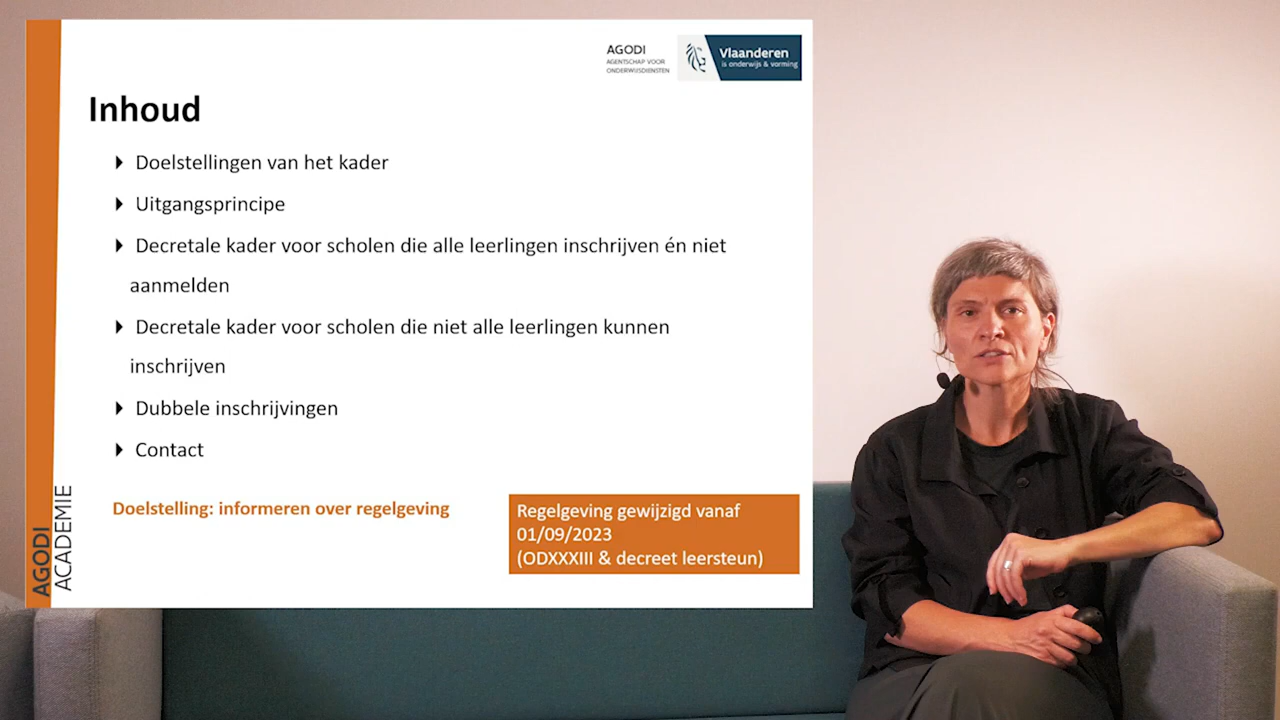 AGODI
AGENTSCHAP VOOR
ONDERWIJSDIENSTEN
Vlaanderen
is onderwijs & vorming
Inhoud
Doelstellingen van het kader
Uitgangsprincipe
Decretale kader voor scholen die alle leerlingen inschrijven én niet
aanmelden
Decretale kader voor scholen die niet alle leerlingen kunnen
inschrijven
Dubbele inschrijvingen
Contact
Doelstelling: informeren over regelgeving
Regelgeving gewijzigd vanaf
01/09/2023
(ODXXXIII & decreet leersteun)
AGODI
ACADEMIE